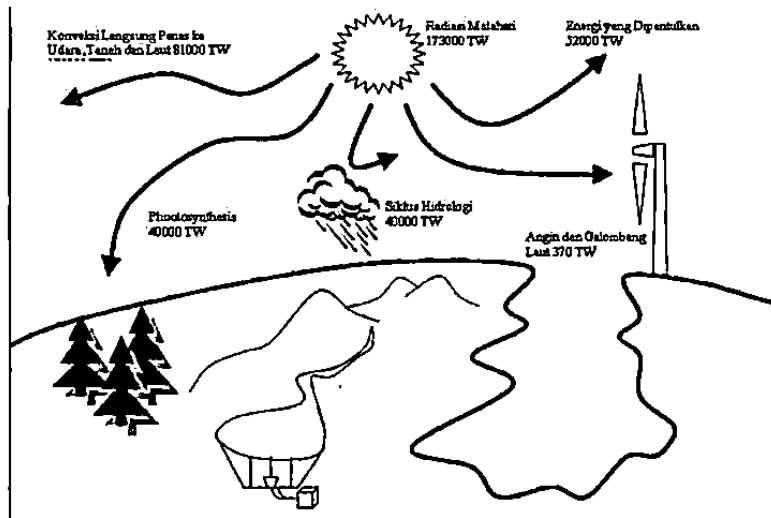 Konveksi Langsung Panas ke
Udara, Tanah dan Laut 81000 TW
Radiasi Matahari
173000 TW
Energi yang Dipantulkan
52000 TW
Photosynthesis
40000 TW
Siklus Hidrologi
40000 TW
Angin dan Galombang
Laut 370 TW